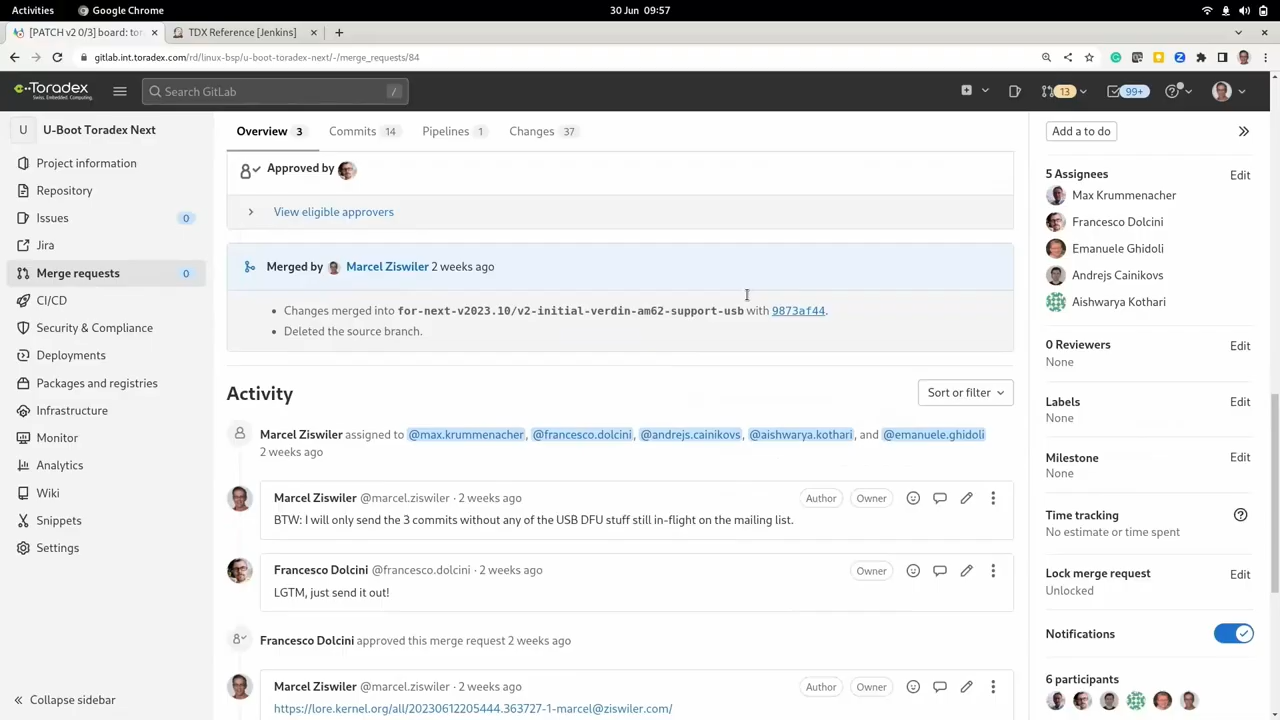 Activities
Google Chrome
30 Jun 09:57
[PATCH v2 0/3] board: tor
TDX Reference [Jenkins]
gitlab.int.toradex.com/rd/linux-bsp/u-boot-toradex-next/-/merge_requests/84
Toradex
Swiss. Embedded. Computing.
Search GitLab
/
13
99+
U
U-Boot Toradex Next
Project information
Repository
Issues
0
Jira
Merge requests
0
CI/CD
Security & Compliance
Deployments
Packages and registries
Infrastructure
Monitor
Analytics
Wiki
Snippets
Settings
Collapse sidebar
Overview 3
Commits 14
Pipelines 1
Changes 37
Approved by
View eligible approvers
Merged by Marcel Ziswiler 2 weeks ago
Changes merged into for-next-v2023.10/v2-initial-verdin-am62-support-usb with 9873af44.
Deleted the source branch.
Activity
Sort or filter
Marcel Ziswiler assigned to @max.krummenacher, @francesco.dolcini, @andrejs.cainikovs, @aishwarya.kothari, and @emanuele.ghidoli
2 weeks ago
Marcel Ziswiler @marcel.ziswiler · 2 weeks ago
Author
Owner
BTW: I will only send the 3 commits without any of the USB DFU stuff still in-flight on the mailing list.
Francesco Dolcini @francesco.dolcini · 2 weeks ago
Owner
LGTM, just send it out!
Francesco Dolcini approved this merge request 2 weeks ago
Marcel Ziswiler @marcel.ziswiler · 2 weeks ago
Author
Owner
https://lore.kernel.org/all/20230612205444.363727-1-marcel@ziswiler.com/
Add a to do
5 Assignees
Edit
Max Krummenacher
Francesco Dolcini
Emanuele Ghidoli
Andrejs Cainikovs
Aishwarya Kothari
0 Reviewers
Edit
None
Labels
Edit
None
Milestone
Edit
None
Time tracking
No estimate or time spent
Lock merge request
Edit
Unlocked
Notifications
6 participants